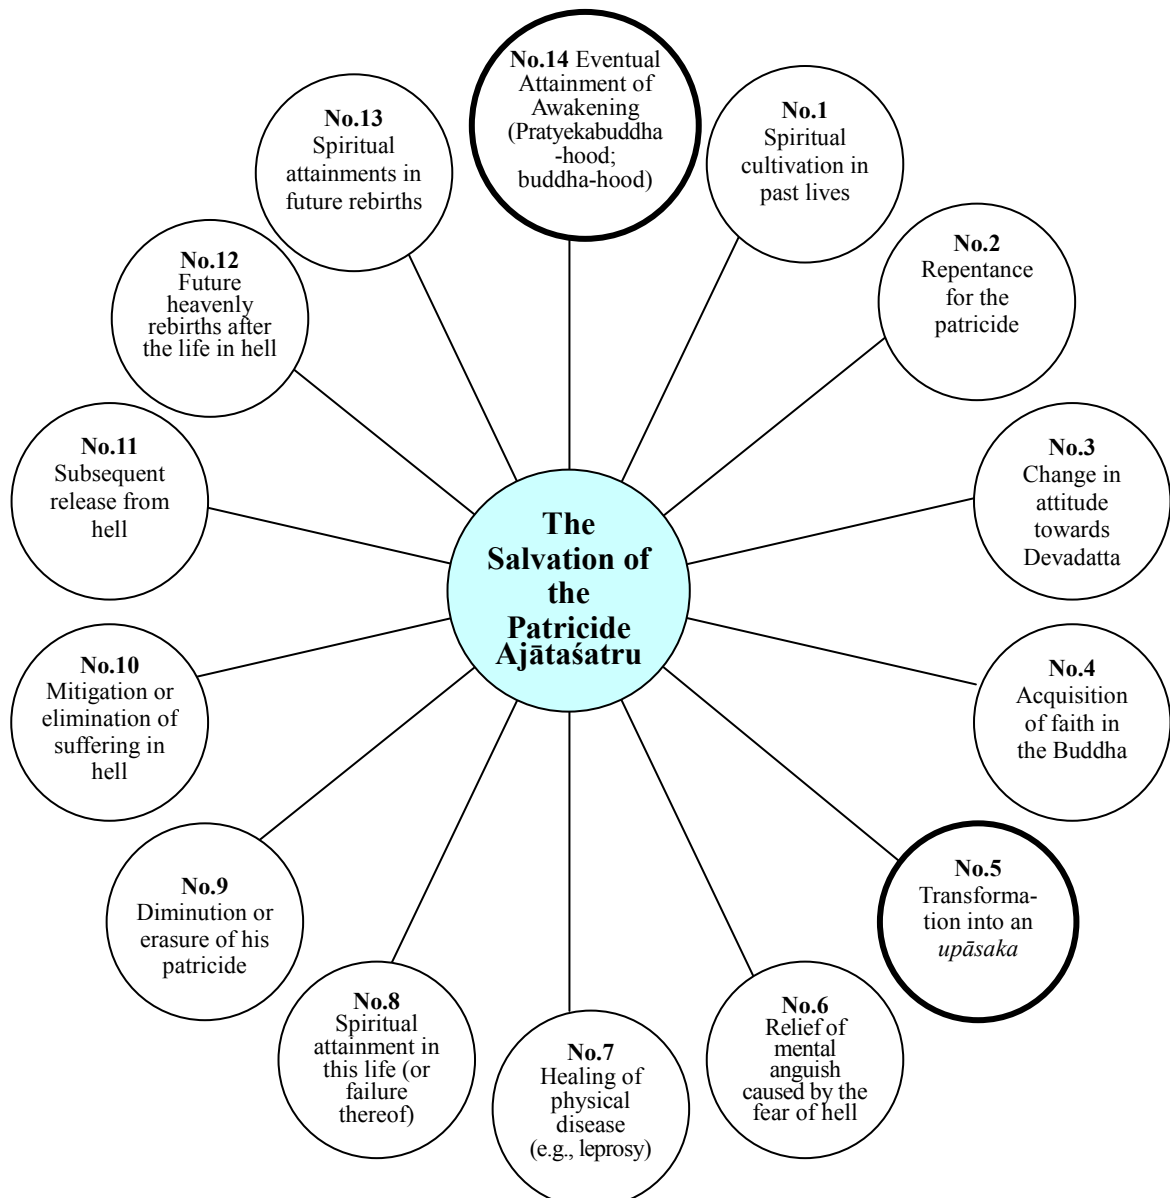 No.14 Eventual
Attainment of
Awakening
(Pratyekabuddha
-hood;
buddha-hood)
No.1
Spiritual
cultivation in
past lives
No.2
Repentance
for the
patricide
No.3
Change in
attitude
towards
Devadatta
No.4
Acquisition
of faith in
the Buddha
No.5
Transforma-
tion into an
upāsaka
No.6
Relief of
mental
anguish
caused by the
fear of hell
No.7
Healing of
physical
disease
(e.g., leprosy)
No.8
Spiritual
attainment in
this life (or
failure
thereof)
No.9
Diminution or
erasure of his
patricide
No.10
Mitigation or
elimination of
suffering in
hell
No.11
Subsequent
release from
hell
No.12
Future
heavenly
rebirths after
the life in hell
No.13
Spiritual
attainments in
future rebirths
The
Salvation of
the
Patricide
Ajātaśatru